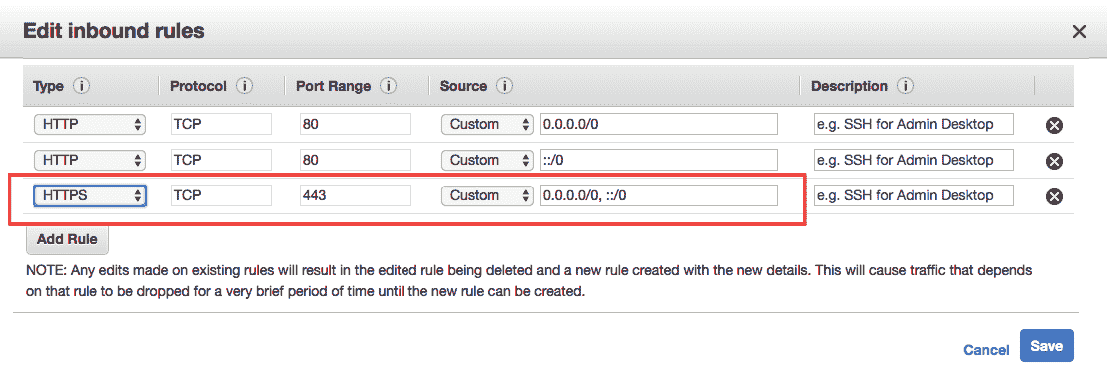 Edit inbound rules
Type Protocol Port Range Source Description
HTTP TCP 80 Custom 0.0.0.0/0 e.g. SSH for Admin Desktop
HTTP TCP 80 Custom ::/0 e.g. SSH for Admin Desktop
HTTPS TCP 443 Custom 0.0.0.0/0, ::/0 e.g. SSH for Admin Desktop
Add Rule
NOTE: Any edits made on existing rules will result in the edited rule being deleted and a new rule created with the new details. This will cause traffic that depends
on that rule to be dropped for a very brief period of time until the new rule can be created.
Cancel Save